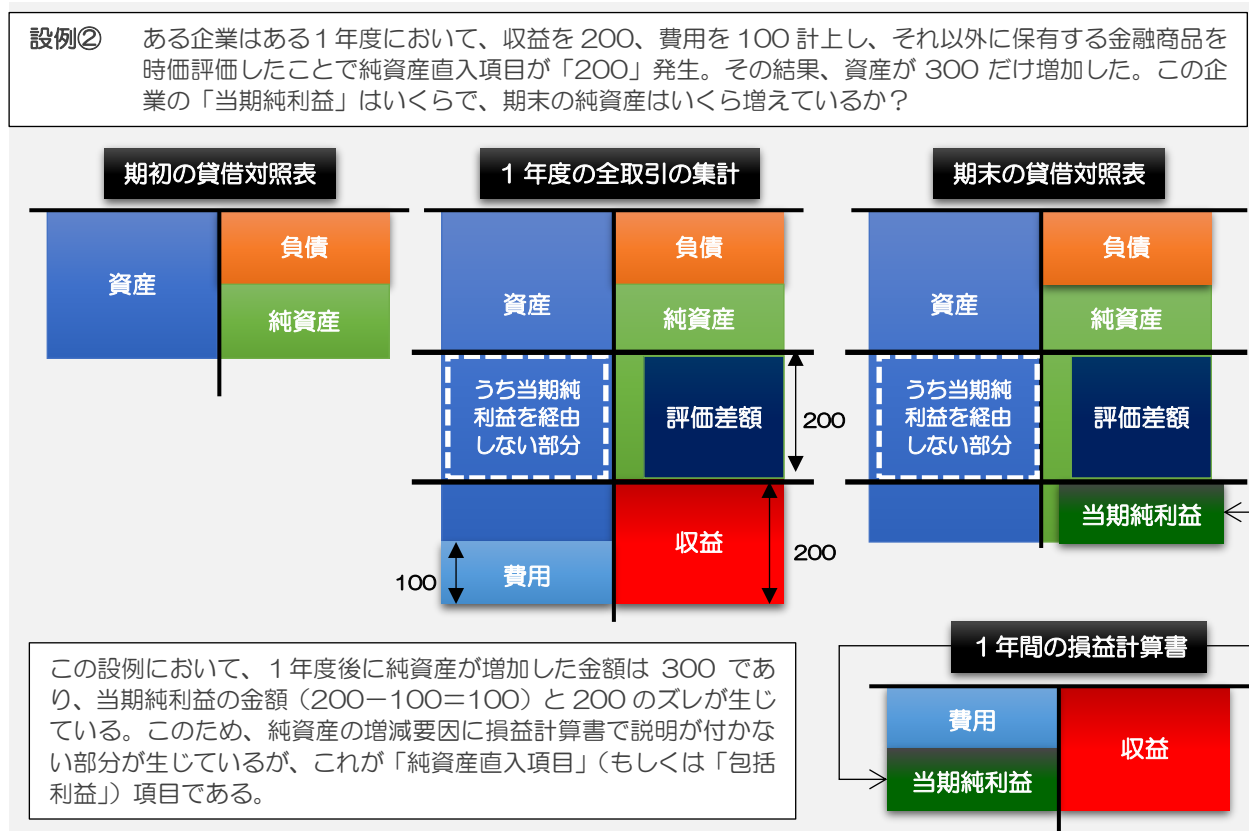 設例② ある企業はある1年度において、収益を200、費用を100計上し、それ以外に保有する金融商品を
時価評価したことで純資産直入項目が「200」発生。その結果、資産が300だけ増加した。この企
業の「当期純利益」はいくらで、期末の純資産はいくら増えているか？
期初の貸借対照表
資産
負債
純資産
1年度の全取引の集計
資産
負債
純資産
うち当期純
利益を経由
しない部分
評価差額
200
収益
200
100
費用
期末の貸借対照表
資産
負債
純資産
うち当期純
利益を経由
しない部分
評価差額
当期純利益
この設例において、1年度後に純資産が増加した金額は300であ
り、当期純利益の金額（200－100＝100）と200のズレが生じ
ている。このため、純資産の増減要因に損益計算書で説明が付かな
い部分が生じているが、これが「純資産直入項目」（もしくは「包括
利益」）項目である。
1年間の損益計算書
費用
当期純利益
収益